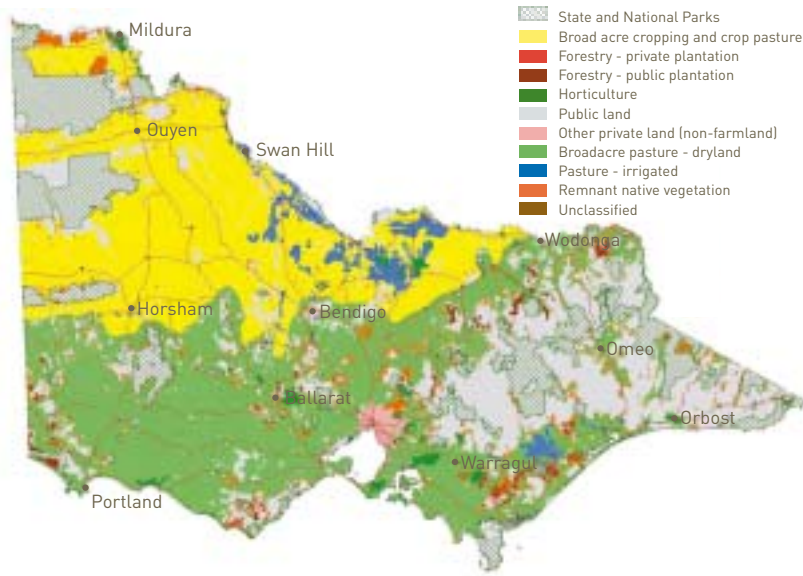 State and National Parks
Broad acre cropping and crop pasture
Forestry - private plantation
Forestry - public plantation
Horticulture
Public land
Other private land (non-farmland)
Broadacre pasture - dryland
Pasture - irrigated
Remnant native vegetation
Unclassified
Mildura
Ouyen
Swan Hill
Wodonga
Horsham
Bendigo
Omeo
Ballarat
Orbost
Warragul
Portland